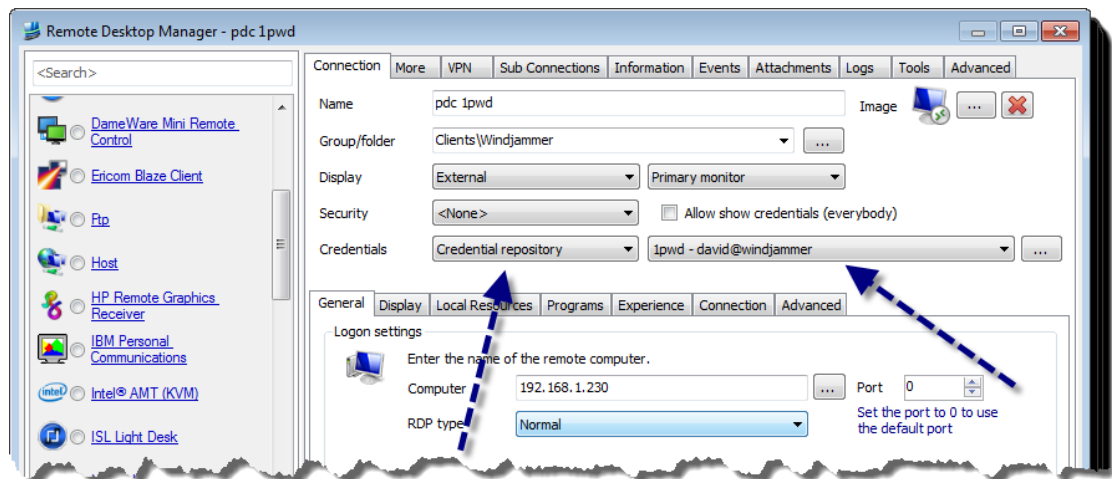 Remote Desktop Manager - pdc 1pwd
<Search>
DameWare Mini Remote
Control
Ericom Blaze Client
Ftp
Host
HP Remote Graphics
Receiver
IBM Personal
Communications
intel
Intel® AMT (KVM)
ISL Light Desk
Connection More VPN Sub Connections Information Events Attachments Logs Tools Advanced
Name pdc 1pwd Image ...
Group/folder Clients\Windjammer ...
Display External Primary monitor
Security <None> Allow show credentials (everybody)
Credentials Credential repository 1pwd - david@windjammer ...
General Display Local Resources Programs Experience Connection Advanced
Logon settings
Enter the name of the remote computer.
Computer 192.168.1.230 ... Port 0
RDP type Normal
Set the port to 0 to use
the default port